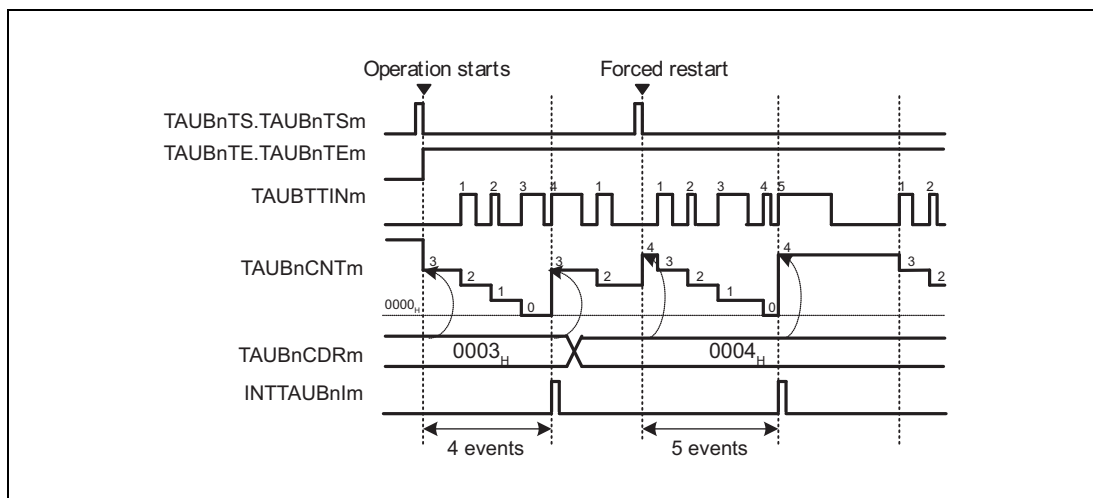 Operation starts Forced restart
TAUBnTS.TAUBnTSm
TAUBnTE.TAUBnTEm
TAUBTTINm 1 2 3 4 1 1 2 3 4 5 1 2
TAUBnCNTm 3 2 1 0 3 2 4 3 2 1 0 4 3 2
0000H
TAUBnCDRm 0003H 0004H
INTTAUBnIm
4 events 5 events